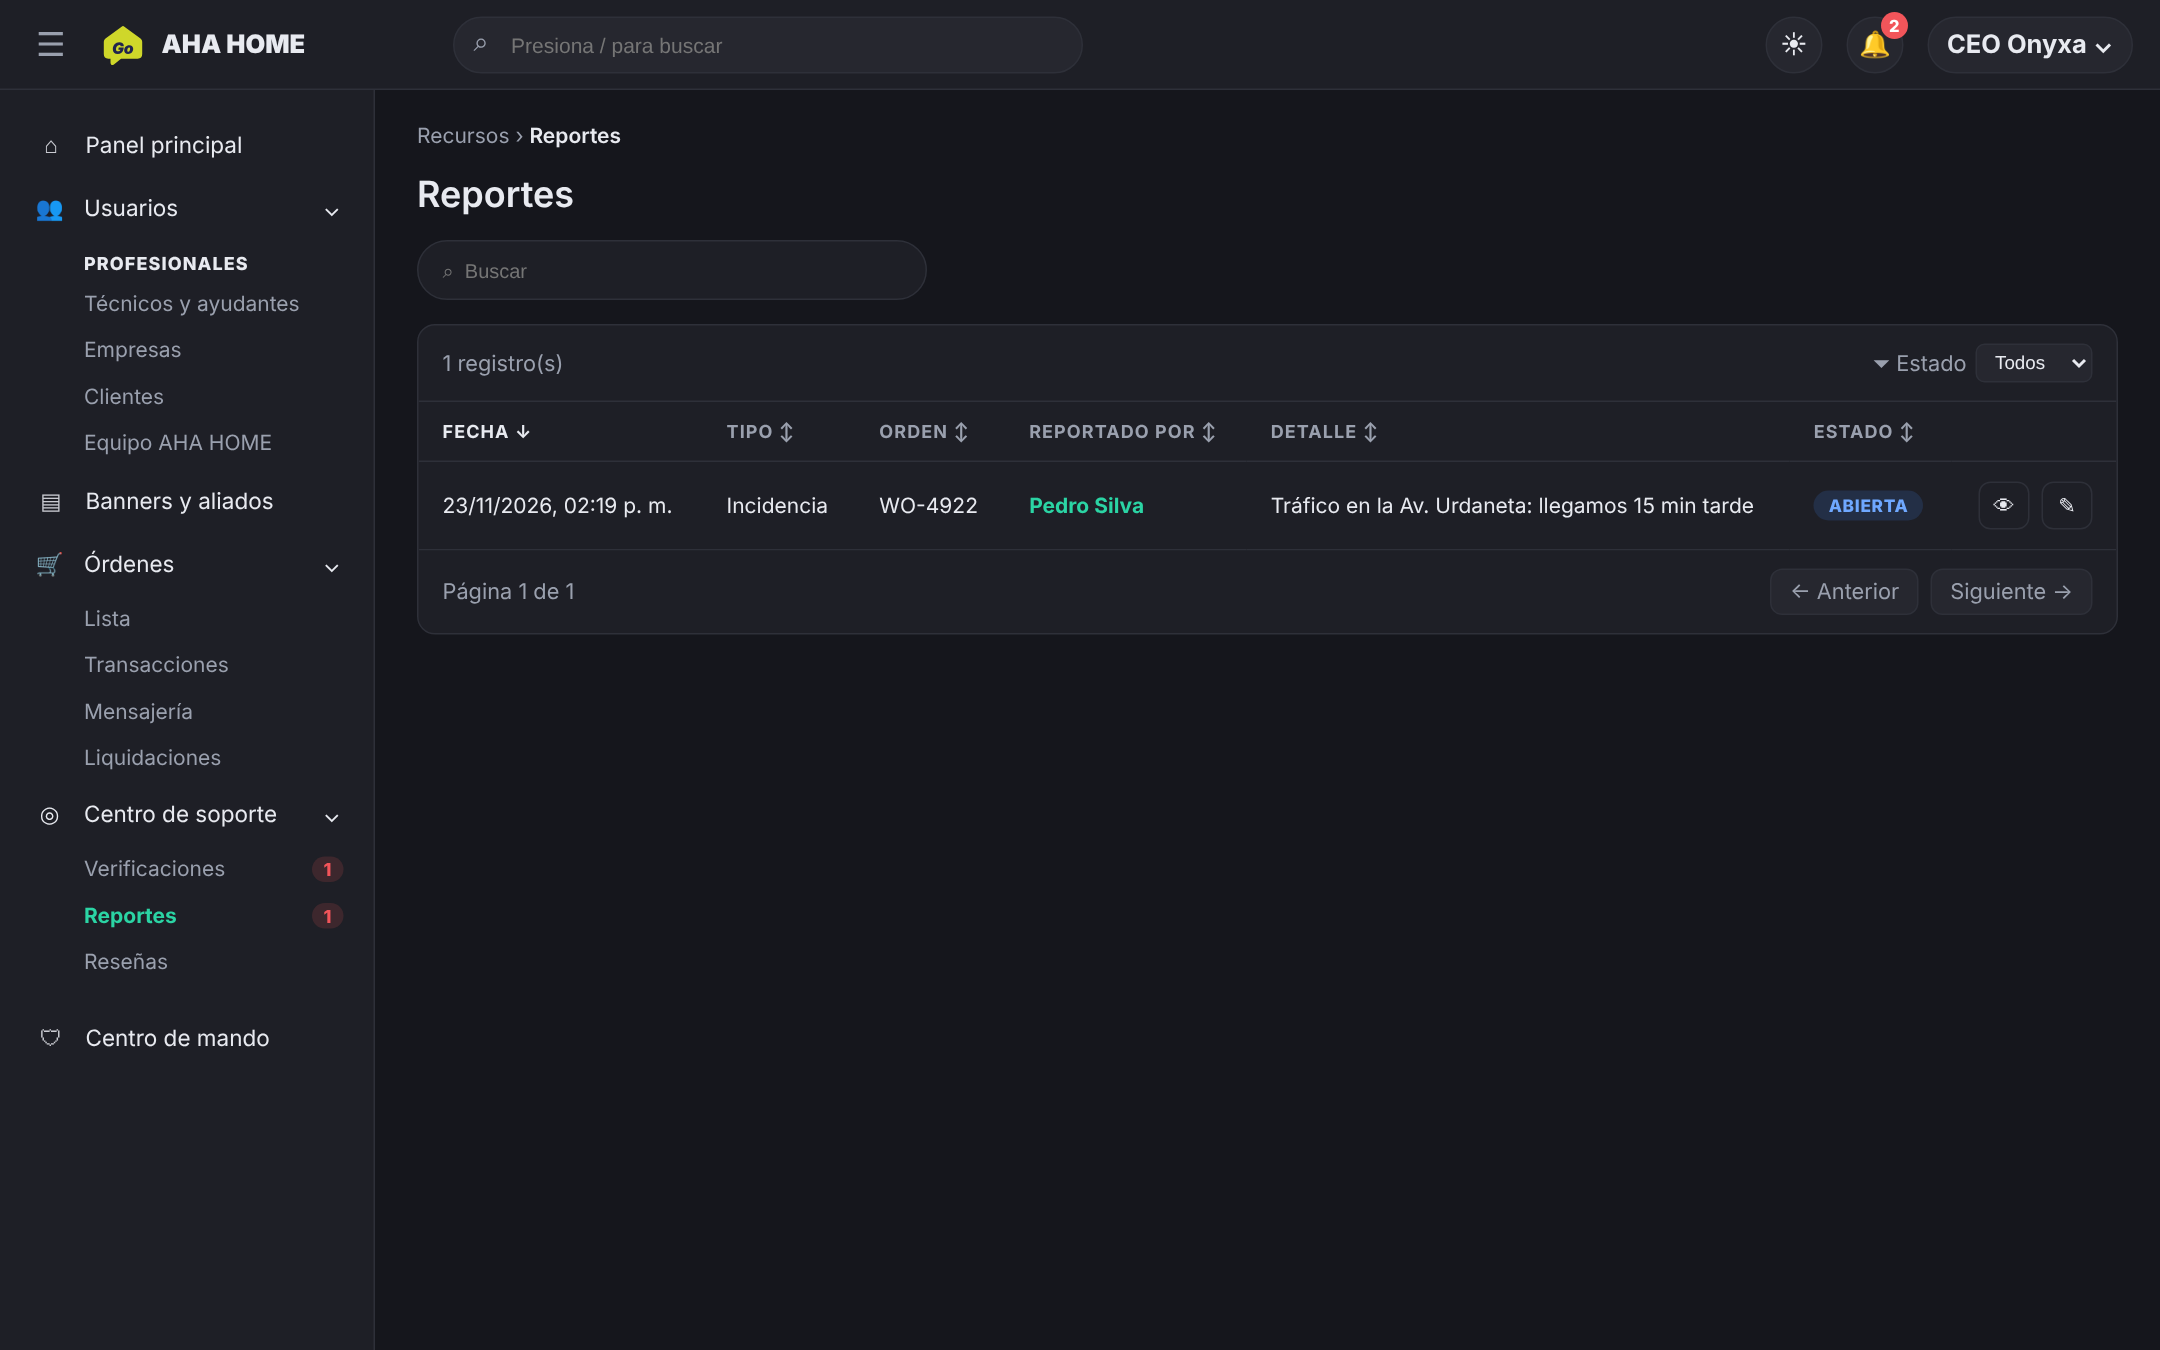 Go AHA HOME
Presiona / para buscar
2
CEO Onyxa
Panel principal
Usuarios
PROFESIONALES
Técnicos y ayudantes
Empresas
Clientes
Equipo AHA HOME
Banners y aliados
Órdenes
Lista
Transacciones
Mensajería
Liquidaciones
Centro de soporte
Verificaciones 1
Reportes 1
Reseñas
Centro de mando
Recursos › Reportes
Reportes
Buscar
1 registro(s)
Estado Todos
FECHA ↓ TIPO ↕ ORDEN ↕ REPORTADO POR ↕ DETALLE ↕ ESTADO ↕
23/11/2026, 02:19 p. m. Incidencia WO-4922 Pedro Silva Tráfico en la Av. Urdaneta: llegamos 15 min tarde ABIERTA
Página 1 de 1
← Anterior Siguiente →